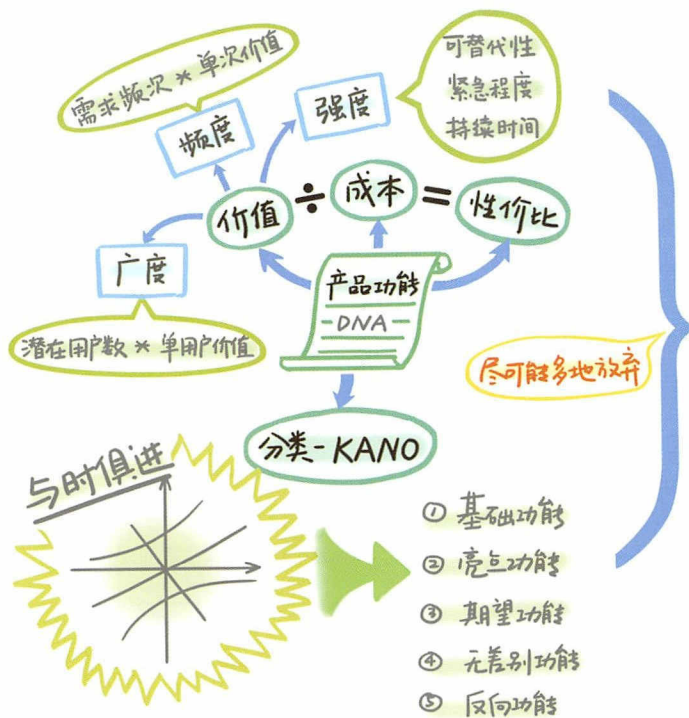 需求频次 × 单次价值
频度
强度
可替代性
紧急程度
持续时间
价值 ÷ 成本 = 性价比
广度
潜在用户数 × 单用户价值
产品功能
DNA
尽可能多地放弃
分类-KANO
与时俱进
① 基础功能
② 亮点功能
③ 期望功能
④ 无差别功能
⑤ 反向功能